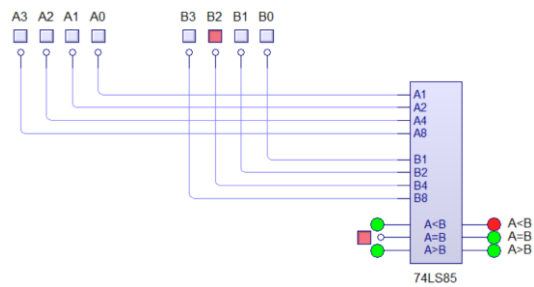 A3 A2 A1 A0 B3 B2 B1 B0
A1
A2
A4
A8
B1
B2
B4
B8
A<B A<B
A=B A=B
A>B A>B
74LS85